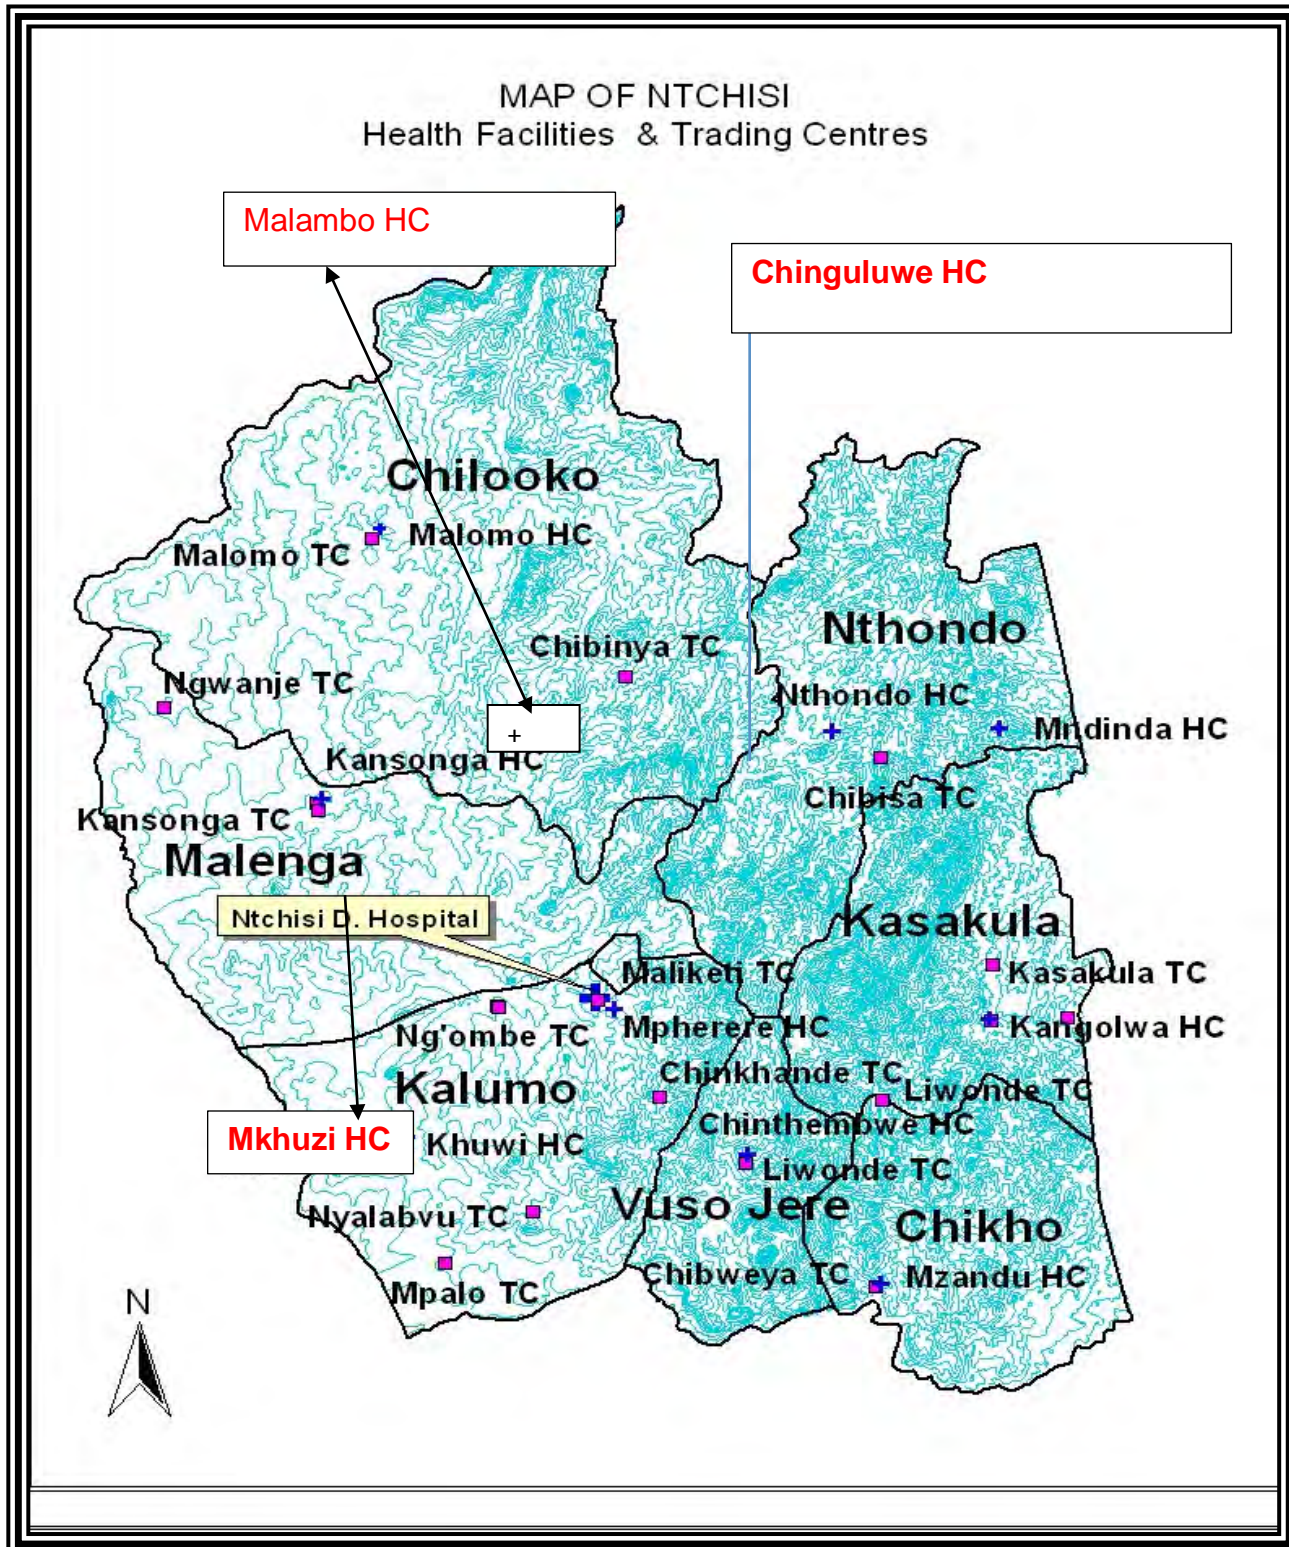 MAP OF NTCHISI
Health Facilities & Trading Centres
Malambo HC
Chinguluwe HC
Chilooko
Malomo HC
Malomo TC
Nthondo
Chibinya TC
Ngwanje TC
Nthondo HC
Mndinda HC
+
Kansonga HC
Chibisa TC
Kansonga TC
Malenga
Ntchisi D. Hospital
Kasakula
Maliketi TC
Kasakula TC
Ng'ombe TC
Mpherere HC
Kangolwa HC
Chinkhande TC
Kalumo
Liwonde TC
Chinthembwe HC
Mkhuzi HC
Khuwi HC
Liwonde TC
Vuso Jere
Nyalabvu TC
Chikho
Chibweya TC
Mzandu HC
Mpalo TC
N